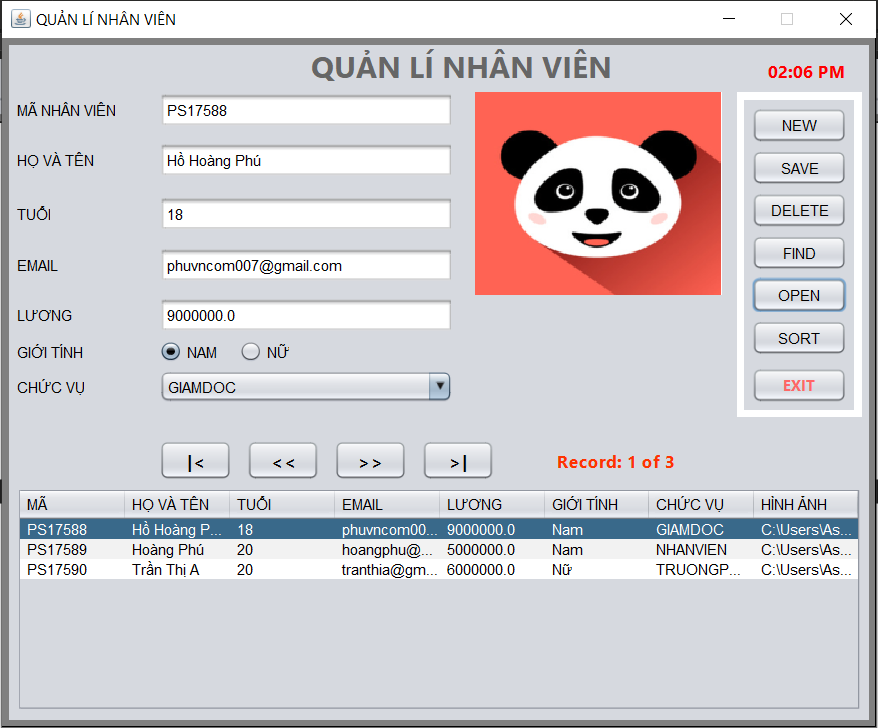 QUẢN LÍ NHÂN VIÊN
QUẢN LÍ NHÂN VIÊN
02:06 PM
MÃ NHÂN VIÊN PS17588
HỌ VÀ TÊN Hồ Hoàng Phú
TUỔI 18
EMAIL phuvncom007@gmail.com
LƯƠNG 9000000.0
GIỚI TÍNH NAM NỮ
CHỨC VỤ GIAMDOC
NEW
SAVE
DELETE
FIND
OPEN
SORT
EXIT
|< << >> >| Record: 1 of 3
MÃ HỌ VÀ TÊN TUỔI EMAIL LƯƠNG GIỚI TÍNH CHỨC VỤ HÌNH ẢNH
PS17588 Hồ Hoàng P... 18 phuvncom00... 9000000.0 Nam GIAMDOC C:\Users\As...
PS17589 Hoàng Phú 20 hoangphu@... 5000000.0 Nam NHANVIEN C:\Users\As...
PS17590 Trần Thị A 20 tranthia@gm... 6000000.0 Nữ TRUONGP... C:\Users\As...